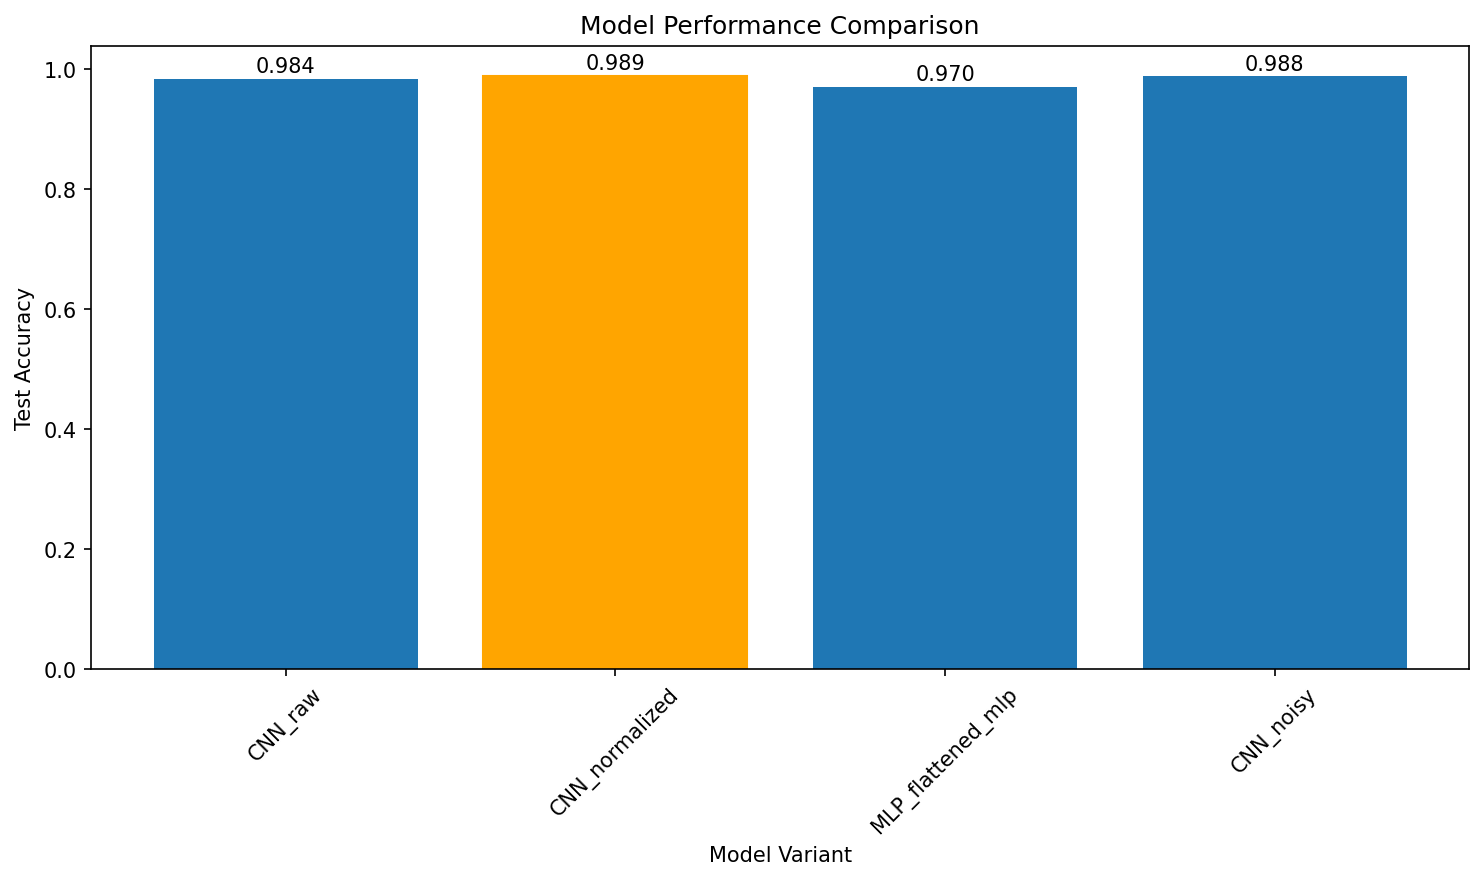 Model Performance Comparison
Test Accuracy
1.0
0.8
0.6
0.4
0.2
0.0
0.984
0.989
0.970
0.988
CNN_raw
CNN_normalized
MLP_flattened_mlp
CNN_noisy
Model Variant